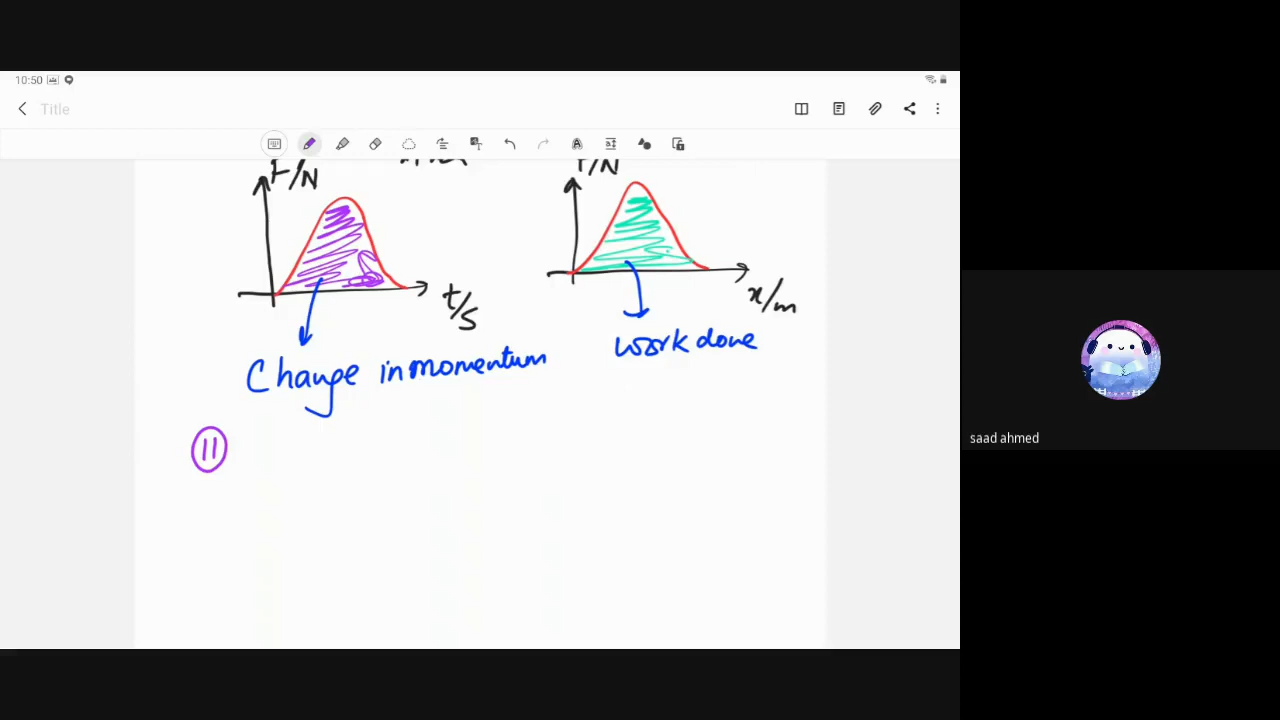 10:50
Title
F/N
F/N
t/s
x/m
Change in momentum
work done
11
saad ahmed